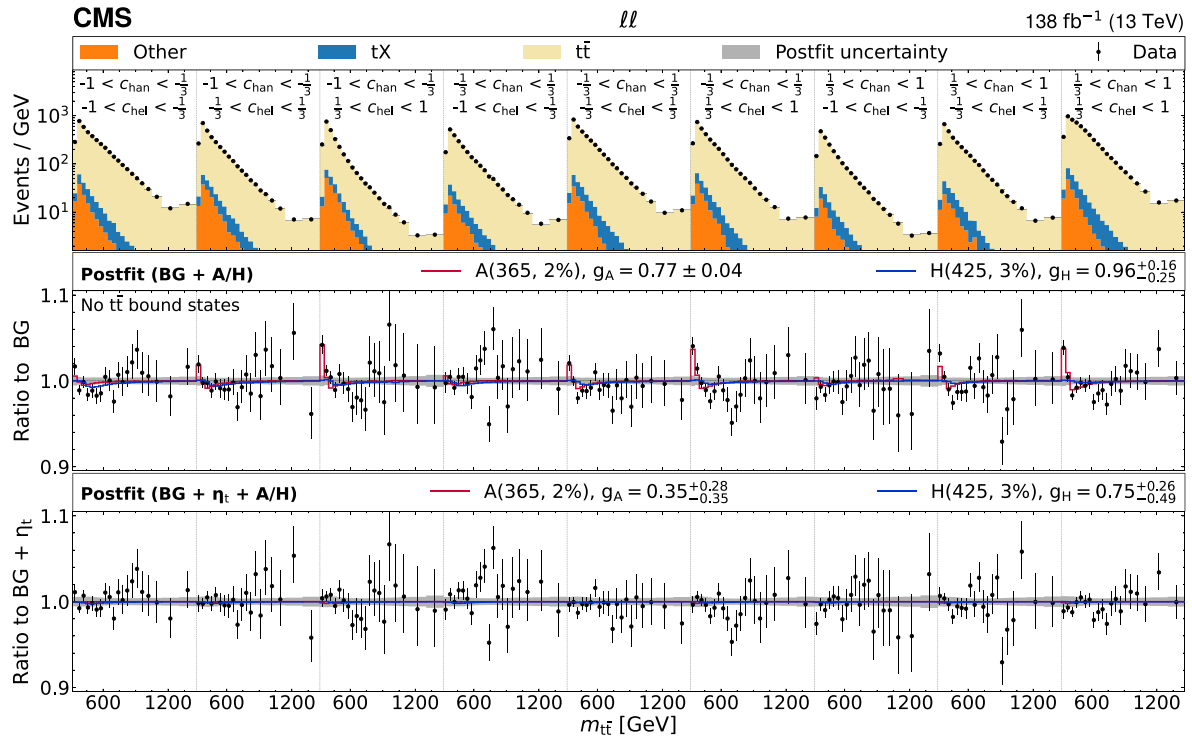 CMS ℓℓ 138 fb⁻¹ (13 TeV)
Other tX tt̄ Postfit uncertainty Data
-1 < c_han < -1/3 -1 < c_han < -1/3 -1 < c_han < -1/3 -1/3 < c_han < 1/3 -1/3 < c_han < 1/3 -1/3 < c_han < 1/3 1/3 < c_han < 1 1/3 < c_han < 1 1/3 < c_han < 1
-1 < c_hel < -1/3 -1/3 < c_hel < 1/3 1/3 < c_hel < 1 -1 < c_hel < -1/3 -1/3 < c_hel < 1/3 1/3 < c_hel < 1 -1 < c_hel < -1/3 -1/3 < c_hel < 1/3 1/3 < c_hel < 1
Events / GeV
10³
10²
10¹
Postfit (BG + A/H) A(365, 2%), g_A = 0.77 ± 0.04 H(425, 3%), g_H = 0.96 +0.16 −0.25
No tt̄ bound states
Ratio to BG
1.1
1.0
0.9
Postfit (BG + η_t + A/H) A(365, 2%), g_A = 0.35 +0.28 −0.35 H(425, 3%), g_H = 0.75 +0.26 −0.49
Ratio to BG + η_t
1.1
1.0
0.9
600 1200 600 1200 600 1200 600 1200 600 1200 600 1200 600 1200 600 1200 600 1200
m_tt̄ [GeV]